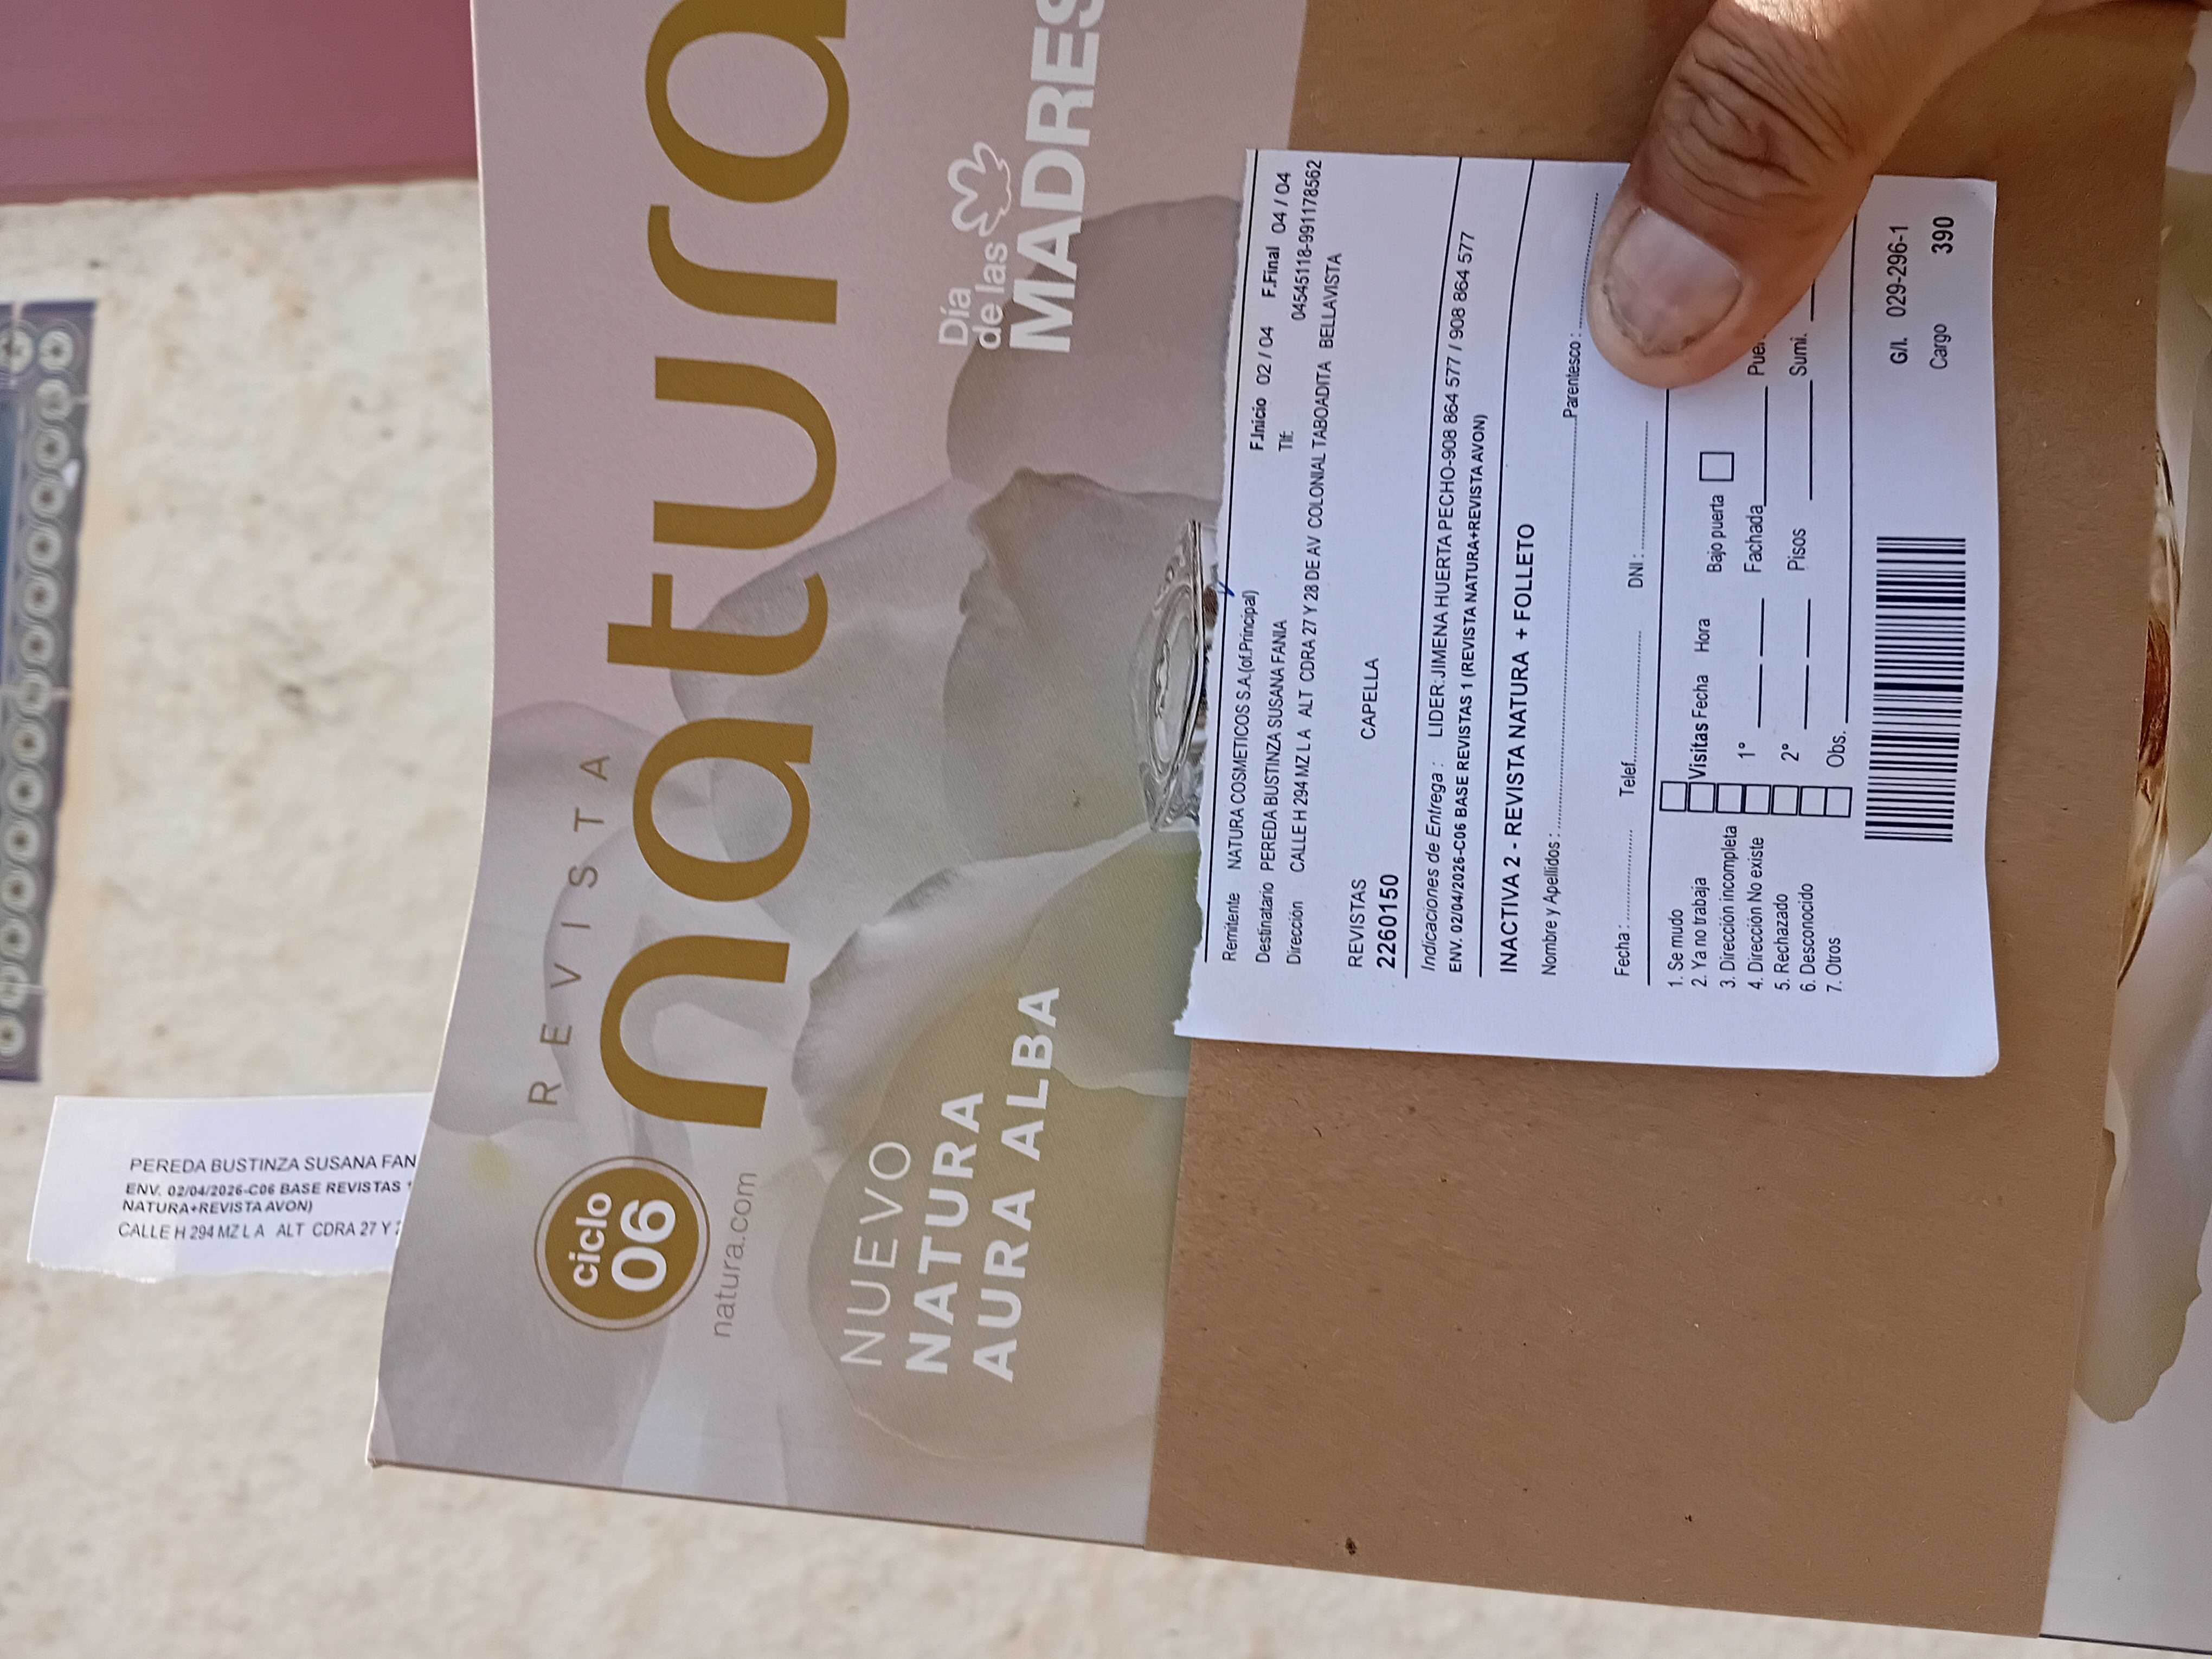 REVISTA
ciclo
06
natura
natura.com
NUEVO
NATURA
AURA ALBA
Día
de las
MADRES
PEREDA BUSTINZA SUSANA FAN
ENV. 02/04/2026-C06 BASE REVISTAS
NATURA+REVISTA AVON)
CALLE H 294 MZ L A ALT CDRA 27 Y
Remitente NATURA COSMETICOS S.A.(of.Principal)
F.Inicio 02 / 04 F.Final 04 / 04
Destinatario PEREDA BUSTINZA SUSANA FANIA
Tlf: 04545118-991178562
Dirección CALLE H 294 MZ L A ALT CDRA 27 Y 28 DE AV COLONIAL TABOADITA BELLAVISTA
REVISTAS CAPELLA
2260150
Indicaciones de Entrega : LIDER:JIMENA HUERTA PECHO-908 864 577 / 908 864 577
ENV. 02/04/2026-C06 BASE REVISTAS 1 (REVISTA NATURA+REVISTA AVON)
INACTIVA 2 - REVISTA NATURA + FOLLETO
Nombre y Apellidos : Parentesco :
Fecha : Telef. DNI :
1. Se mudo
2. Ya no trabaja Visitas Fecha Hora Bajo puerta
3. Dirección incompleta 1°
4. Dirección No existe Fachada
5. Rechazado 2° Pisos Sumi.
6. Desconocido
7. Otros Obs.
G/I. 029-296-1
Cargo 390